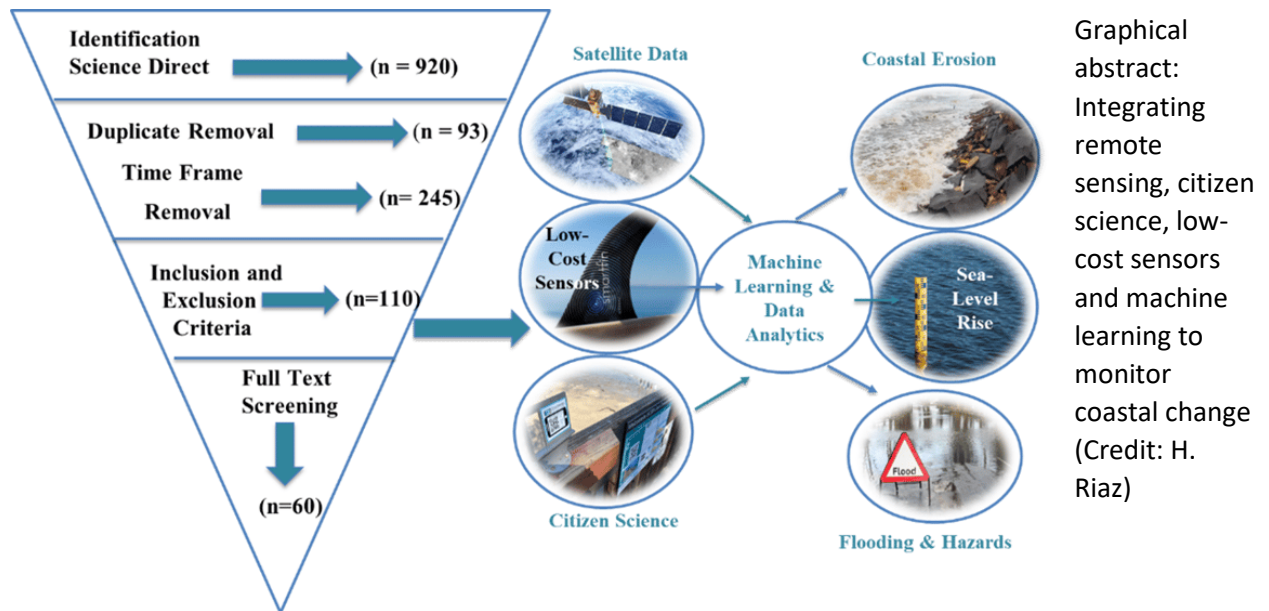 Identification
Science Direct
(n = 920)
Duplicate Removal
(n = 93)
Time Frame
Removal
(n= 245)
Inclusion and
Exclusion
Criteria
(n=110)
Full Text
Screening
(n=60)
Satellite Data
Low-
Cost
Sensors
smartfin
Citizen Science
Machine
Learning &
Data
Analytics
Coastal Erosion
Sea-
Level
Rise
Flood
Flooding & Hazards
Graphical
abstract:
Integrating
remote
sensing, citizen
science, low-
cost sensors
and machine
learning to
monitor
coastal change
(Credit: H.
Riaz)